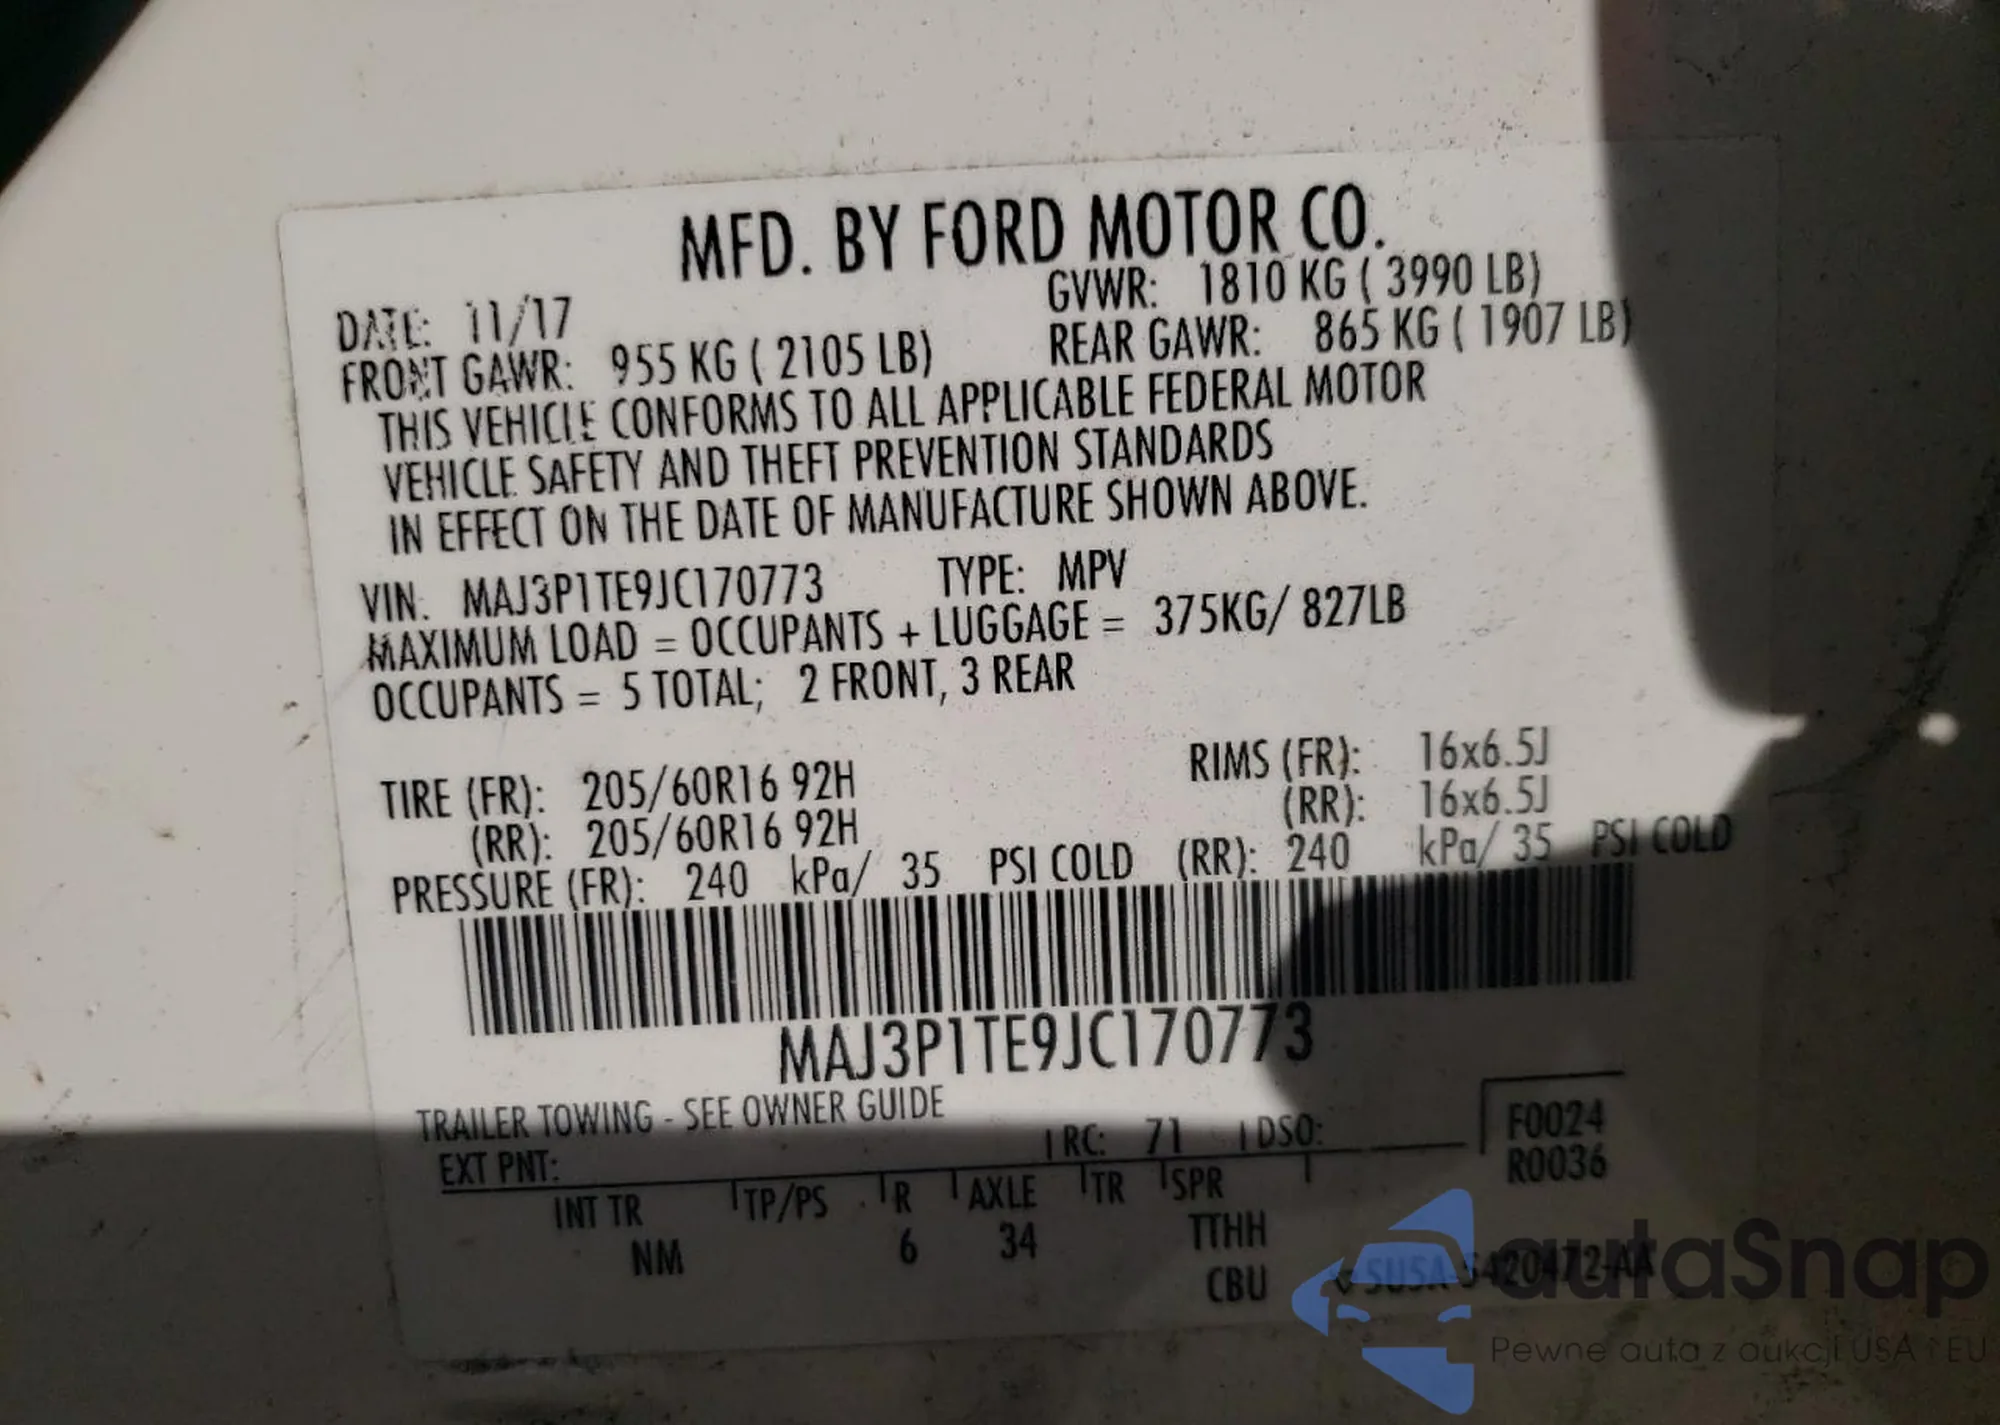 MFD. BY FORD MOTOR CO.
DATE: 11/17 GVWR: 1810 KG ( 3990 LB)
FRONT GAWR: 955 KG ( 2105 LB) REAR GAWR: 865 KG ( 1907 LB)
THIS VEHICLE CONFORMS TO ALL APPLICABLE FEDERAL MOTOR
VEHICLE SAFETY AND THEFT PREVENTION STANDARDS
IN EFFECT ON THE DATE OF MANUFACTURE SHOWN ABOVE.
VIN: MAJ3P1TE9JC170773 TYPE: MPV
MAXIMUM LOAD = OCCUPANTS + LUGGAGE = 375KG/ 827LB
OCCUPANTS = 5 TOTAL; 2 FRONT, 3 REAR
TIRE (FR): 205/60R16 92H RIMS (FR): 16x6.5J
(RR): 205/60R16 92H (RR): 16x6.5J
PRESSURE (FR): 240 kPa/ 35 PSI COLD (RR): 240 kPa/ 35 PSI COLD
MAJ3P1TE9JC170773
TRAILER TOWING - SEE OWNER GUIDE
EXT PNT: RC: 71 DSO: F0024
R0036
INT TR TP/PS R AXLE TR SPR
NM 6 34 TTHH
CBU SUSA-5420472-AA
autaSnap
Pewne auta z aukcji USA i EU